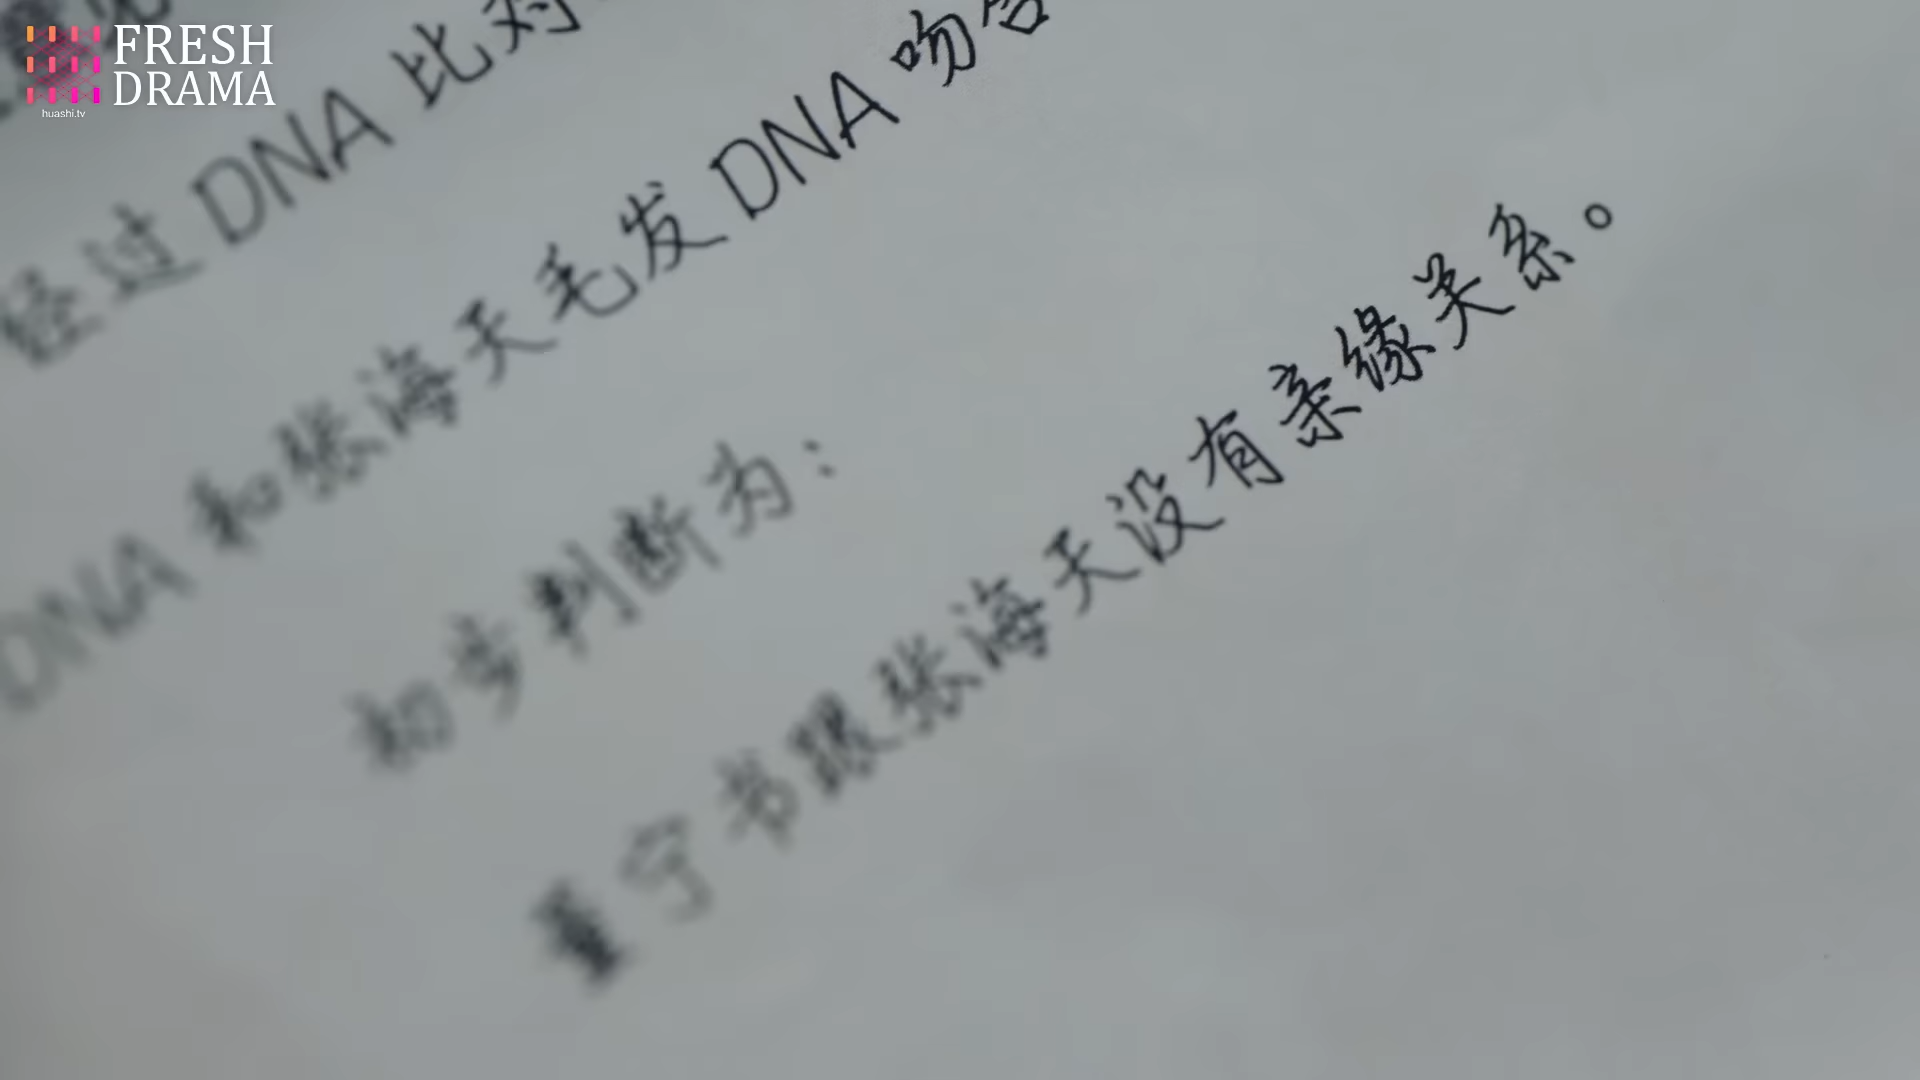 FRESH
DRAMA
huashi.tv
经过DNA比对
DNA和张海天毛发DNA吻合
初步判断为：
董宁书跟张海天没有亲缘关系。